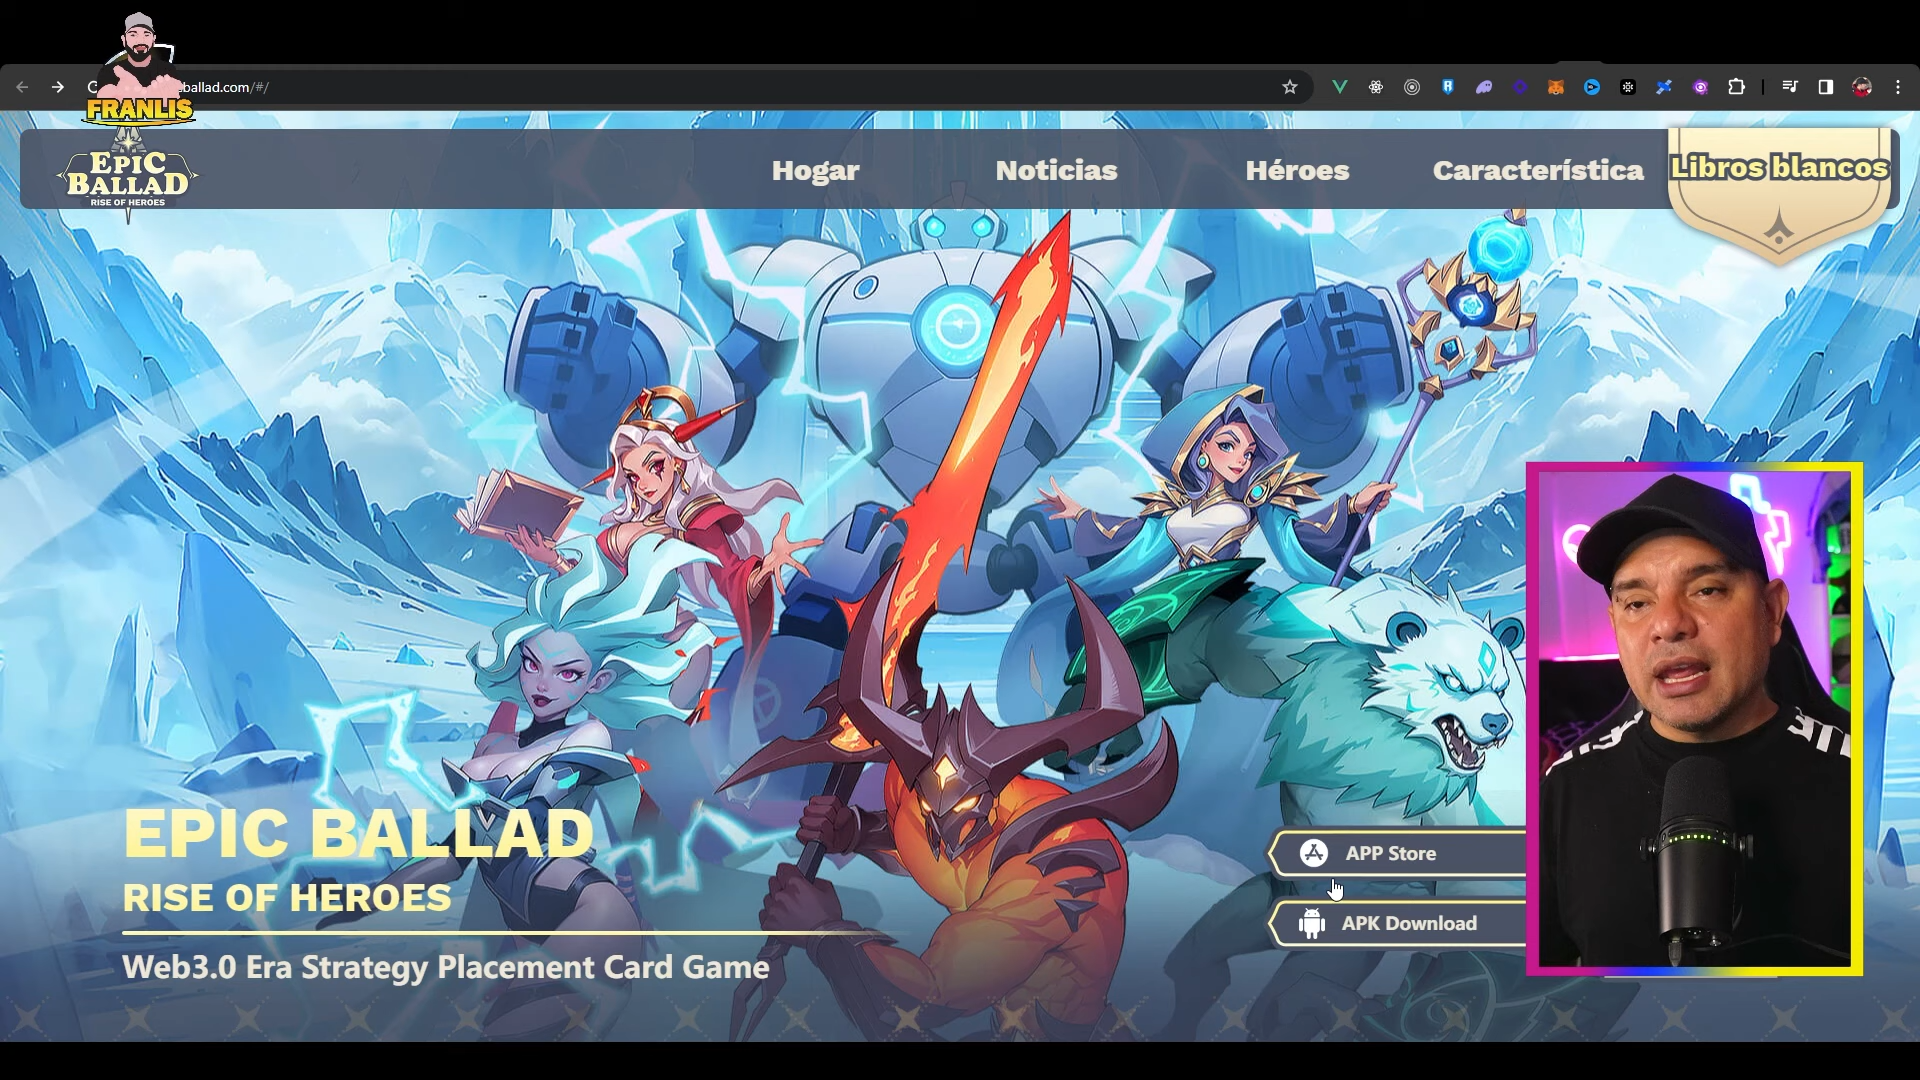 FRANLIS
ballad.com/#/
EPIC
BALLAD
RISE OF HEROES
Hogar
Noticias
Héroes
Característica
Libros blancos
EPIC BALLAD
RISE OF HEROES
Web3.0 Era Strategy Placement Card Game
APP Store
APK Download